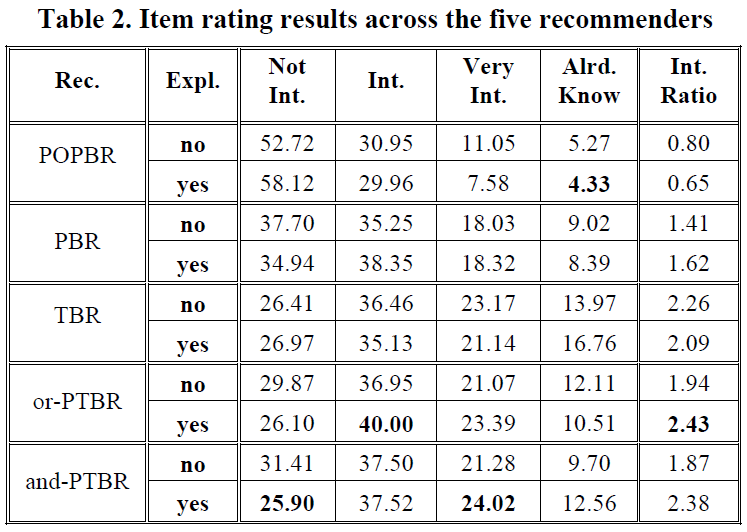 Table 2. Item rating results across the five recommenders
Rec. Expl. Not Int. Int. Very Int. Alrd. Know Int. Ratio
POPBR no 52.72 30.95 11.05 5.27 0.80
yes 58.12 29.96 7.58 4.33 0.65
PBR no 37.70 35.25 18.03 9.02 1.41
yes 34.94 38.35 18.32 8.39 1.62
TBR no 26.41 36.46 23.17 13.97 2.26
yes 26.97 35.13 21.14 16.76 2.09
or-PTBR no 29.87 36.95 21.07 12.11 1.94
yes 26.10 40.00 23.39 10.51 2.43
and-PTBR no 31.41 37.50 21.28 9.70 1.87
yes 25.90 37.52 24.02 12.56 2.38